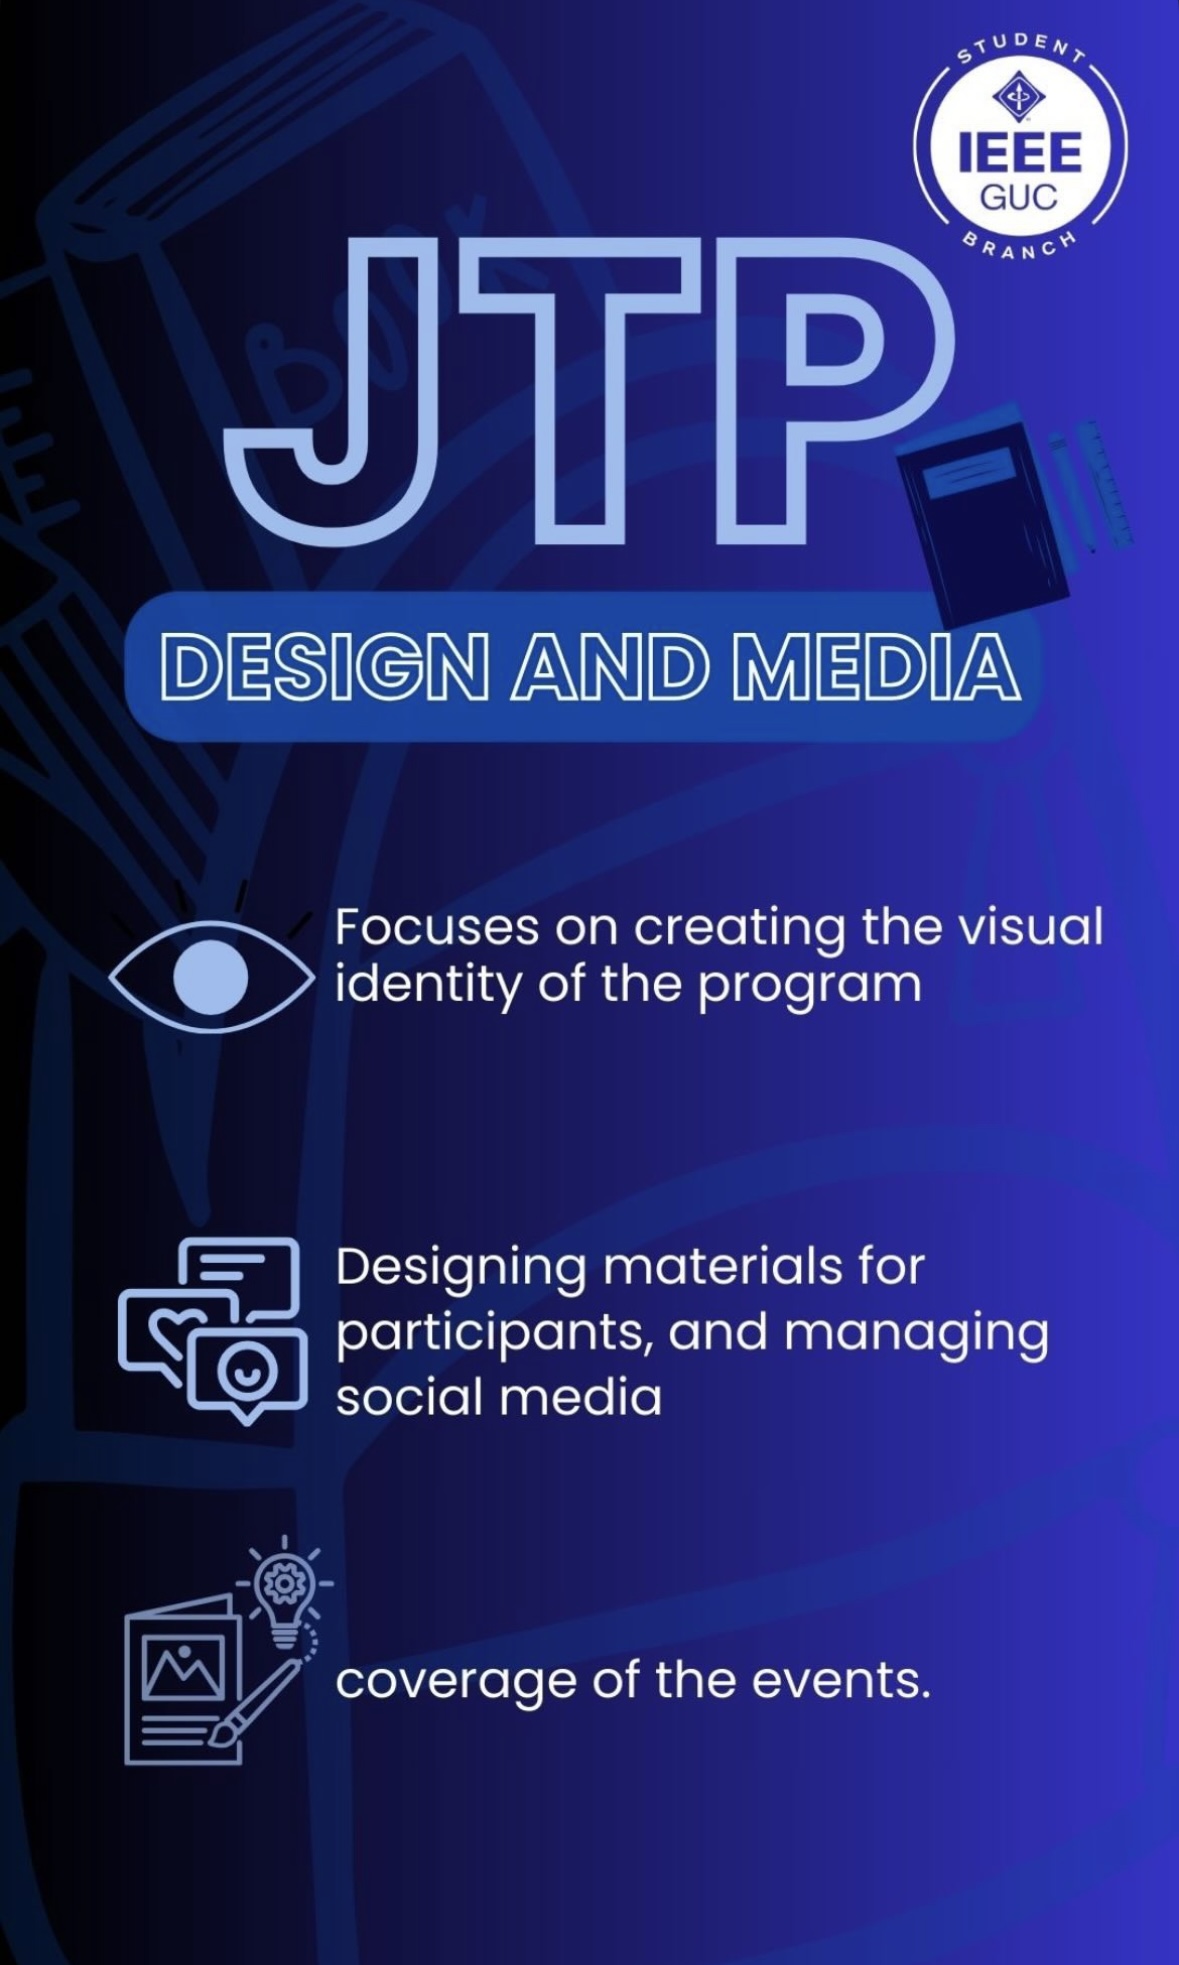 STUDENT
IEEE
GUC
BRANCH
JTP
BOOK
DESIGN AND MEDIA
Focuses on creating the visual
identity of the program
Designing materials for
participants, and managing
social media
coverage of the events.